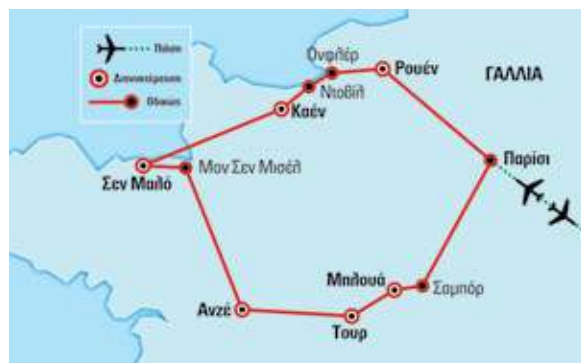 Πτήση
Διανυκτέρευση
Οδικώς
Ονφλέρ
Ρουέν
Ντοβίλ
Καέν
ΓΑΛΛΙΑ
Παρίσι
Σεν Μαλό
Μον Σεν Μισέλ
Μπλουά
Σαμπόρ
Ανζέ
Τουρ